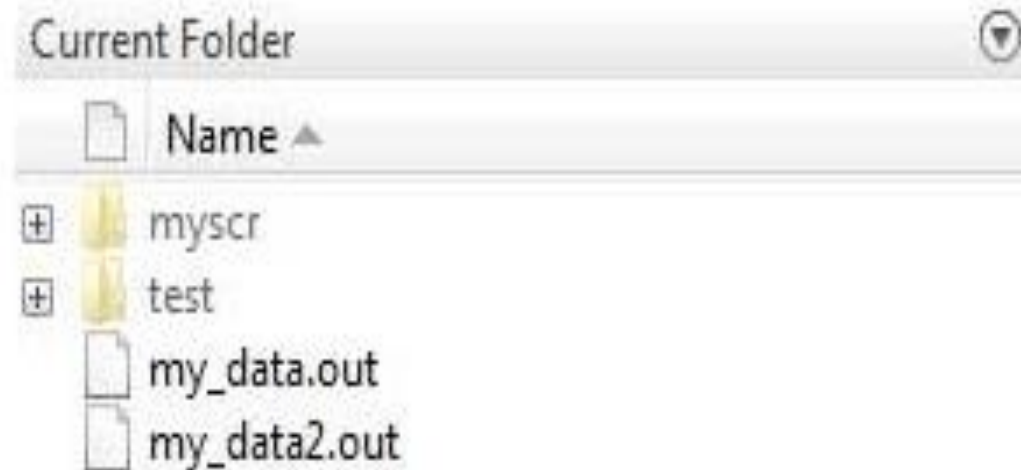 Current Folder
Name
myscr
test
my_data.out
my_data2.out